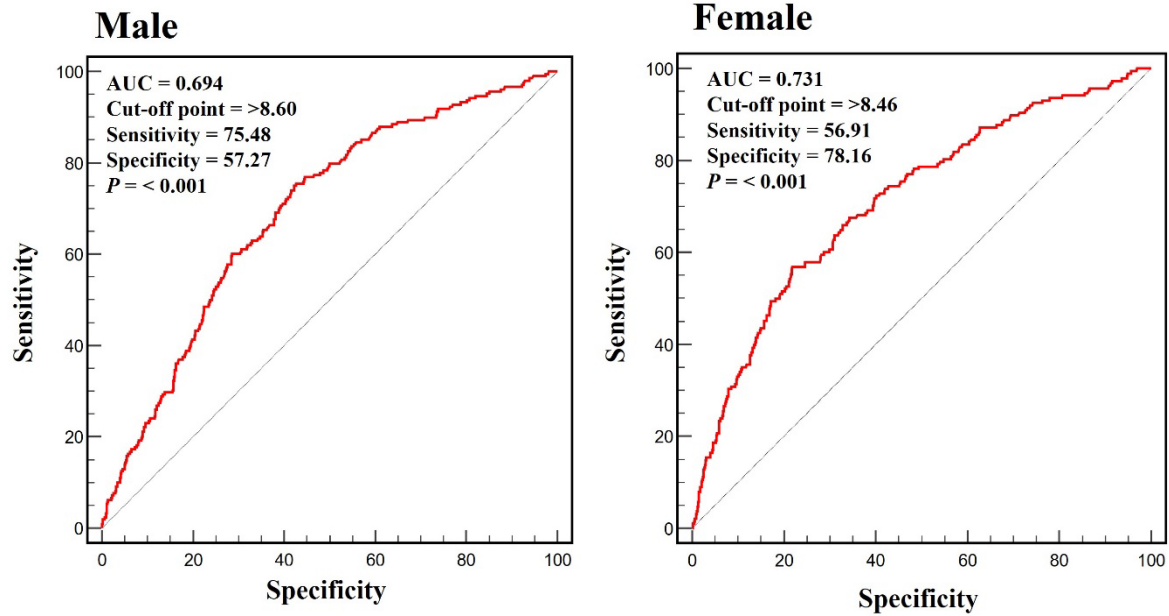 Male
AUC = 0.694
Cut-off point = >8.60
Sensitivity = 75.48
Specificity = 57.27
P = < 0.001
100
80
60
40
20
0
Sensitivity
0 20 40 60 80 100
Specificity
Female
AUC = 0.731
Cut-off point = >8.46
Sensitivity = 56.91
Specificity = 78.16
P = < 0.001
100
80
60
40
20
0
Sensitivity
0 20 40 60 80 100
Specificity